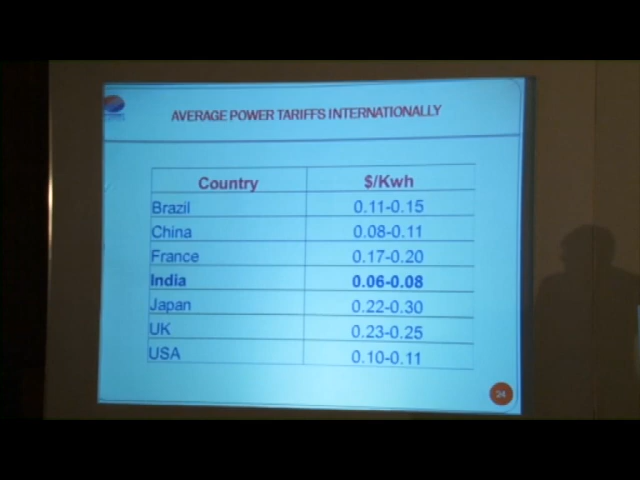 AVERAGE POWER TARIFFS INTERNATIONALLY
Country $/Kwh
Brazil 0.11-0.15
China 0.08-0.11
France 0.17-0.20
India 0.06-0.08
Japan 0.22-0.30
UK 0.23-0.25
USA 0.10-0.11
24